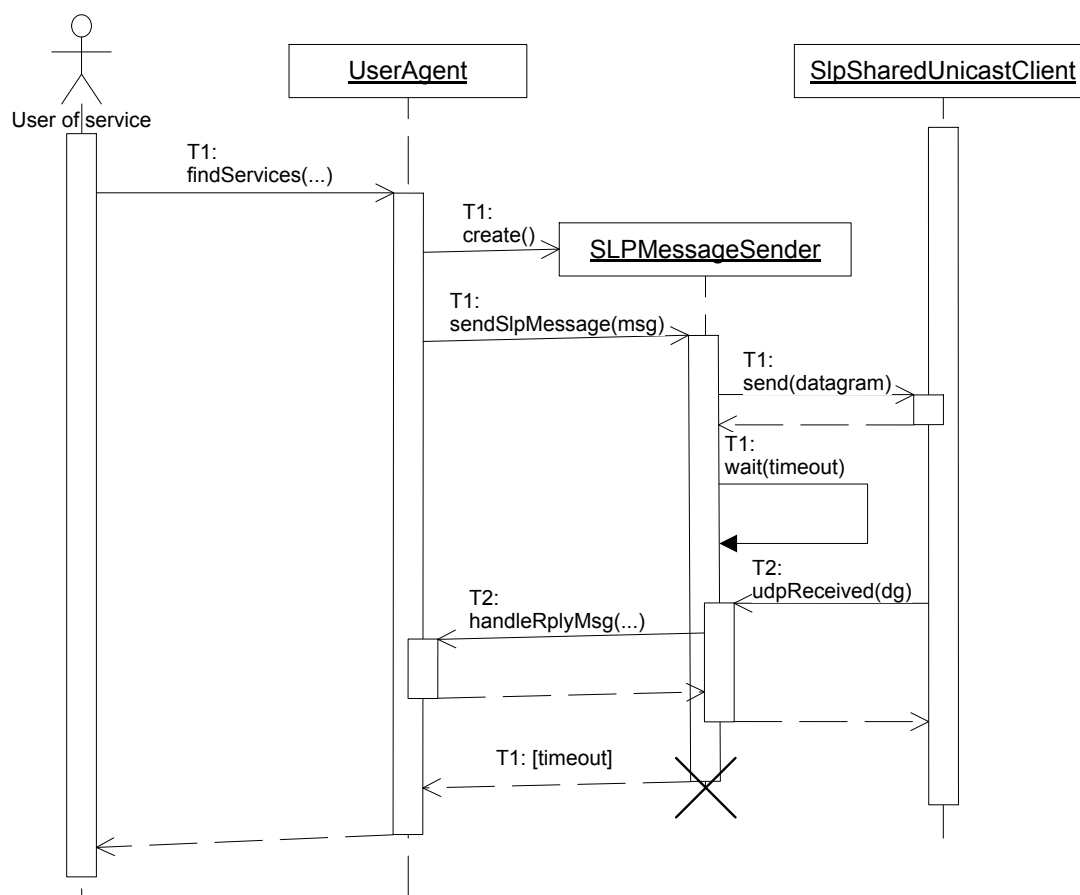 UserAgent
SlpSharedUnicastClient
User of service
T1:
findServices(...)
T1:
create()
SLPMessageSender
T1:
sendSlpMessage(msg)
T1:
send(datagram)
T1:
wait(timeout)
T2:
udpReceived(dg)
T2:
handleRplyMsg(...)
T1: [timeout]